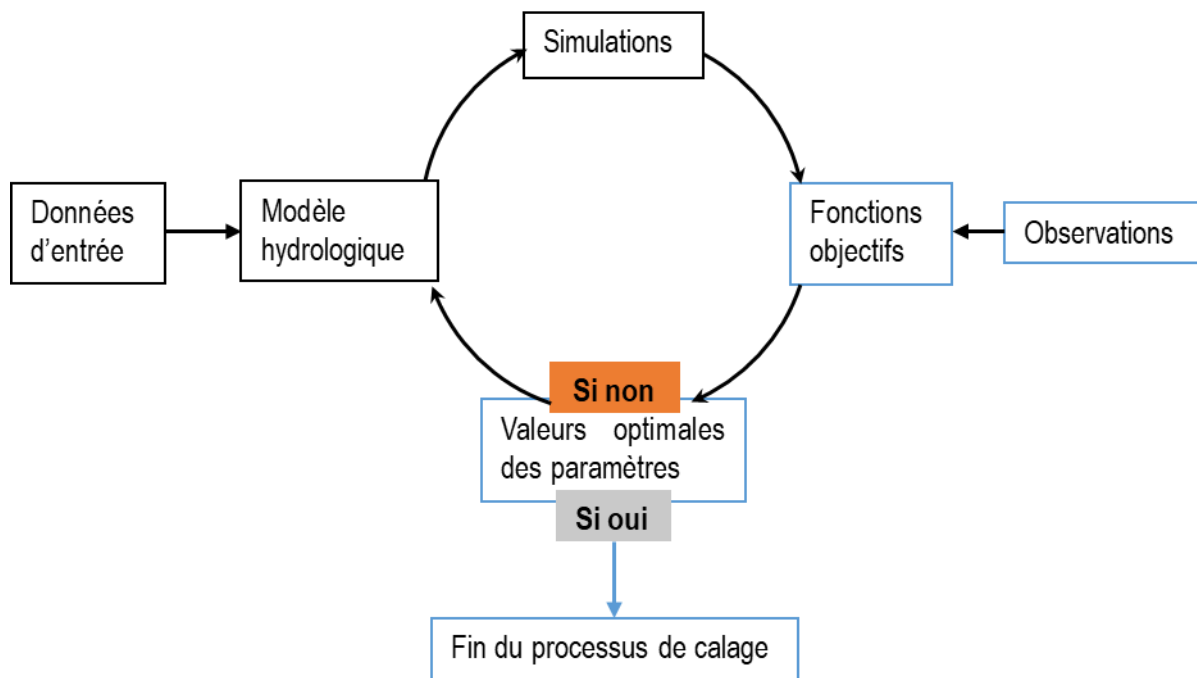 Simulations
Données
d’entrée
Modèle
hydrologique
Fonctions
objectifs
Observations
Si non
Valeurs optimales
des paramètres
Si oui
Fin du processus de calage